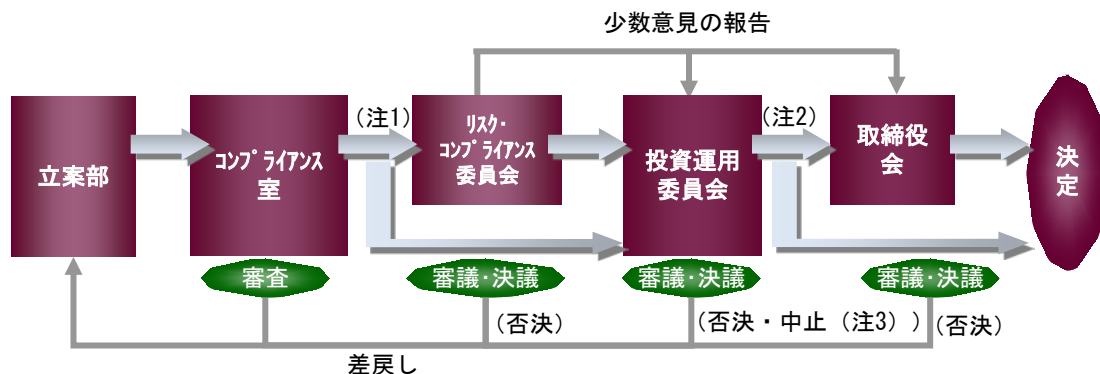 少数意見の報告
立案部
コンプライアンス
室
(注1)
リスク・
コンプライアンス
委員会
投資運用
委員会
(注2)
取締役
会
決
定
審査
審議・決議
審議・決議
審議・決議
(否決)
(否決・中止(注3))
(否決)
差戻し